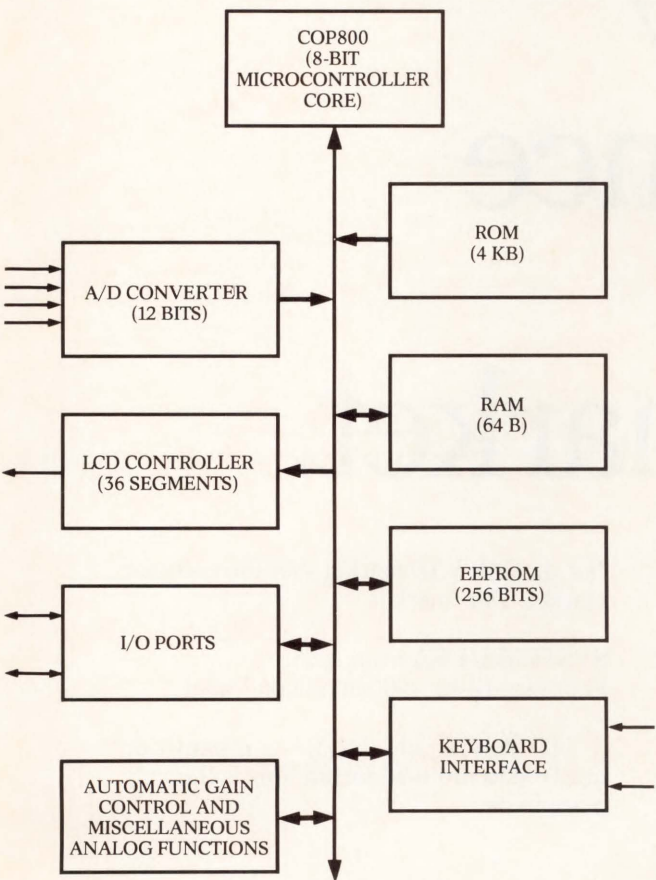 COP800
(8-BIT
MICROCONTROLLER
CORE)
ROM
(4 KB)
A/D CONVERTER
(12 BITS)
RAM
(64 B)
LCD CONTROLLER
(36 SEGMENTS)
EEPROM
(256 BITS)
I/O PORTS
KEYBOARD
INTERFACE
AUTOMATIC GAIN
CONTROL AND
MISCELLANEOUS
ANALOG FUNCTIONS